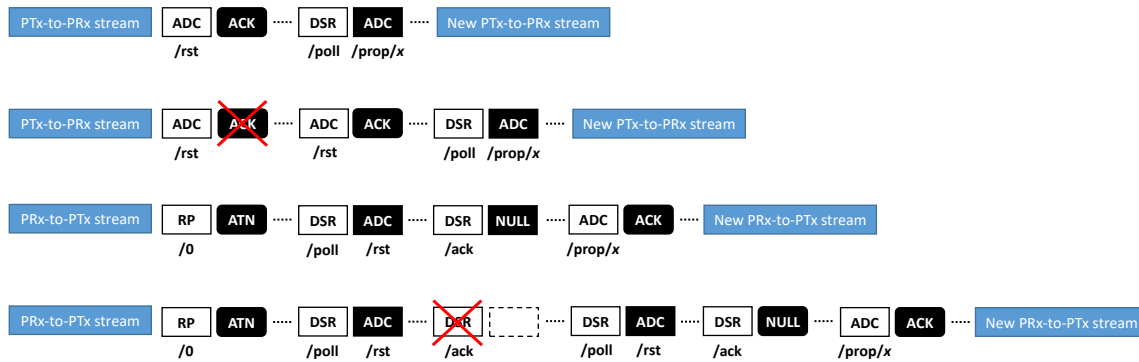 PTx-to-PRx stream ADC ACK ..... DSR ADC ..... New PTx-to-PRx stream
/rst /poll /prop/x
PTx-to-PRx stream ADC ACK ..... ADC ACK ..... DSR ADC ..... New PTx-to-PRx stream
/rst /rst /poll /prop/x
PRx-to-PTx stream RP ATN ..... DSR ADC ..... DSR NULL ..... ADC ACK ..... New PRx-to-PTx stream
/0 /poll /rst /ack /prop/x
PRx-to-PTx stream RP ATN ..... DSR ADC ..... DSR ..... DSR ADC ..... DSR NULL ..... ADC ACK ..... New PRx-to-PTx stream
/0 /poll /rst /ack /poll /rst /ack /prop/x